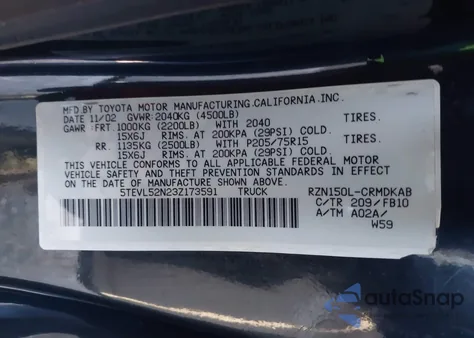 MFD BY TOYOTA MOTOR MANUFACTURING.CALIFORNIA.INC.
DATE 11/02 GVWR:2040KG (4500LB)
GAWR: FRT 1000KG (2200LB) WITH 2040 TIRES.
15X6J RIMS. AT 200KPA (29PSI) COLD.
RR. 1135KG (2500LB) WITH P205/75R15 TIRES.
15X6J RIMS. AT 200KPA (29PSI) COLD.
THIS VEHICLE CONFORMS TO ALL APPLICABLE FEDERAL MOTOR
VEHICLE SAFETY STANDARDS IN EFFECT ON THE DATE OF
MANUFACTURE SHOWN ABOVE.
5TEVL52N23Z173591 TRUCK
RZN150L-CRMDKAB
C/TR 209/FB10
A/TM A02A/
W59
autoSnap